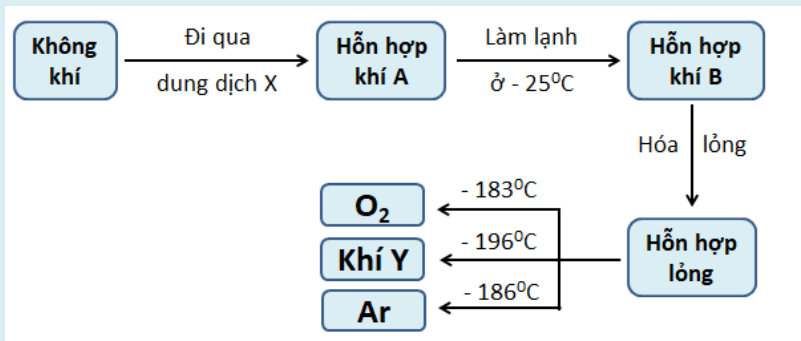 Không
khí
Đi qua
dung dịch X
Hỗn hợp
khí A
Làm lạnh
ở - 25⁰C
Hỗn hợp
khí B
Hóa lỏng
Hỗn hợp
lỏng
- 183⁰C
O₂
- 196⁰C
Khí Y
- 186⁰C
Ar